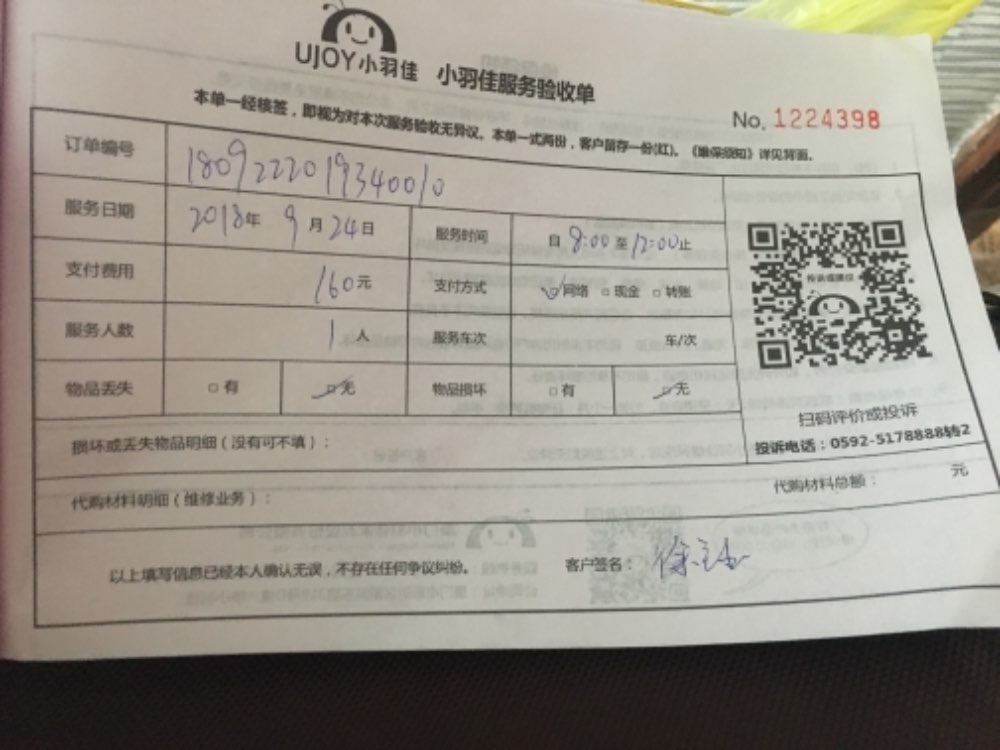 UJOY小羽佳 小羽佳服务验收单
本单一经核签，即视为对本次服务验收无异议。本单一式两份，客户留存一份(红)。《维保须知》详见背面。
No. 1224398
订单编号 1809222019340010
服务日期 2018年 9月 24日 服务时间 自 8:00 至 12:00止
支付费用 160元 支付方式 ☑网络 □现金 □转账
服务人数 1人 服务车次 车/次
物品丢失 □有 ☑无 物品损坏 □有 ☑无
扫码评价或投诉
投诉电话：0592-5178888转2
损坏或丢失物品明细（没有可不填）：
代购材料明细（维修业务）： 代购材料总额： 元
以上填写信息已经本人确认无误，不存在任何争议纠纷。 客户签名：徐